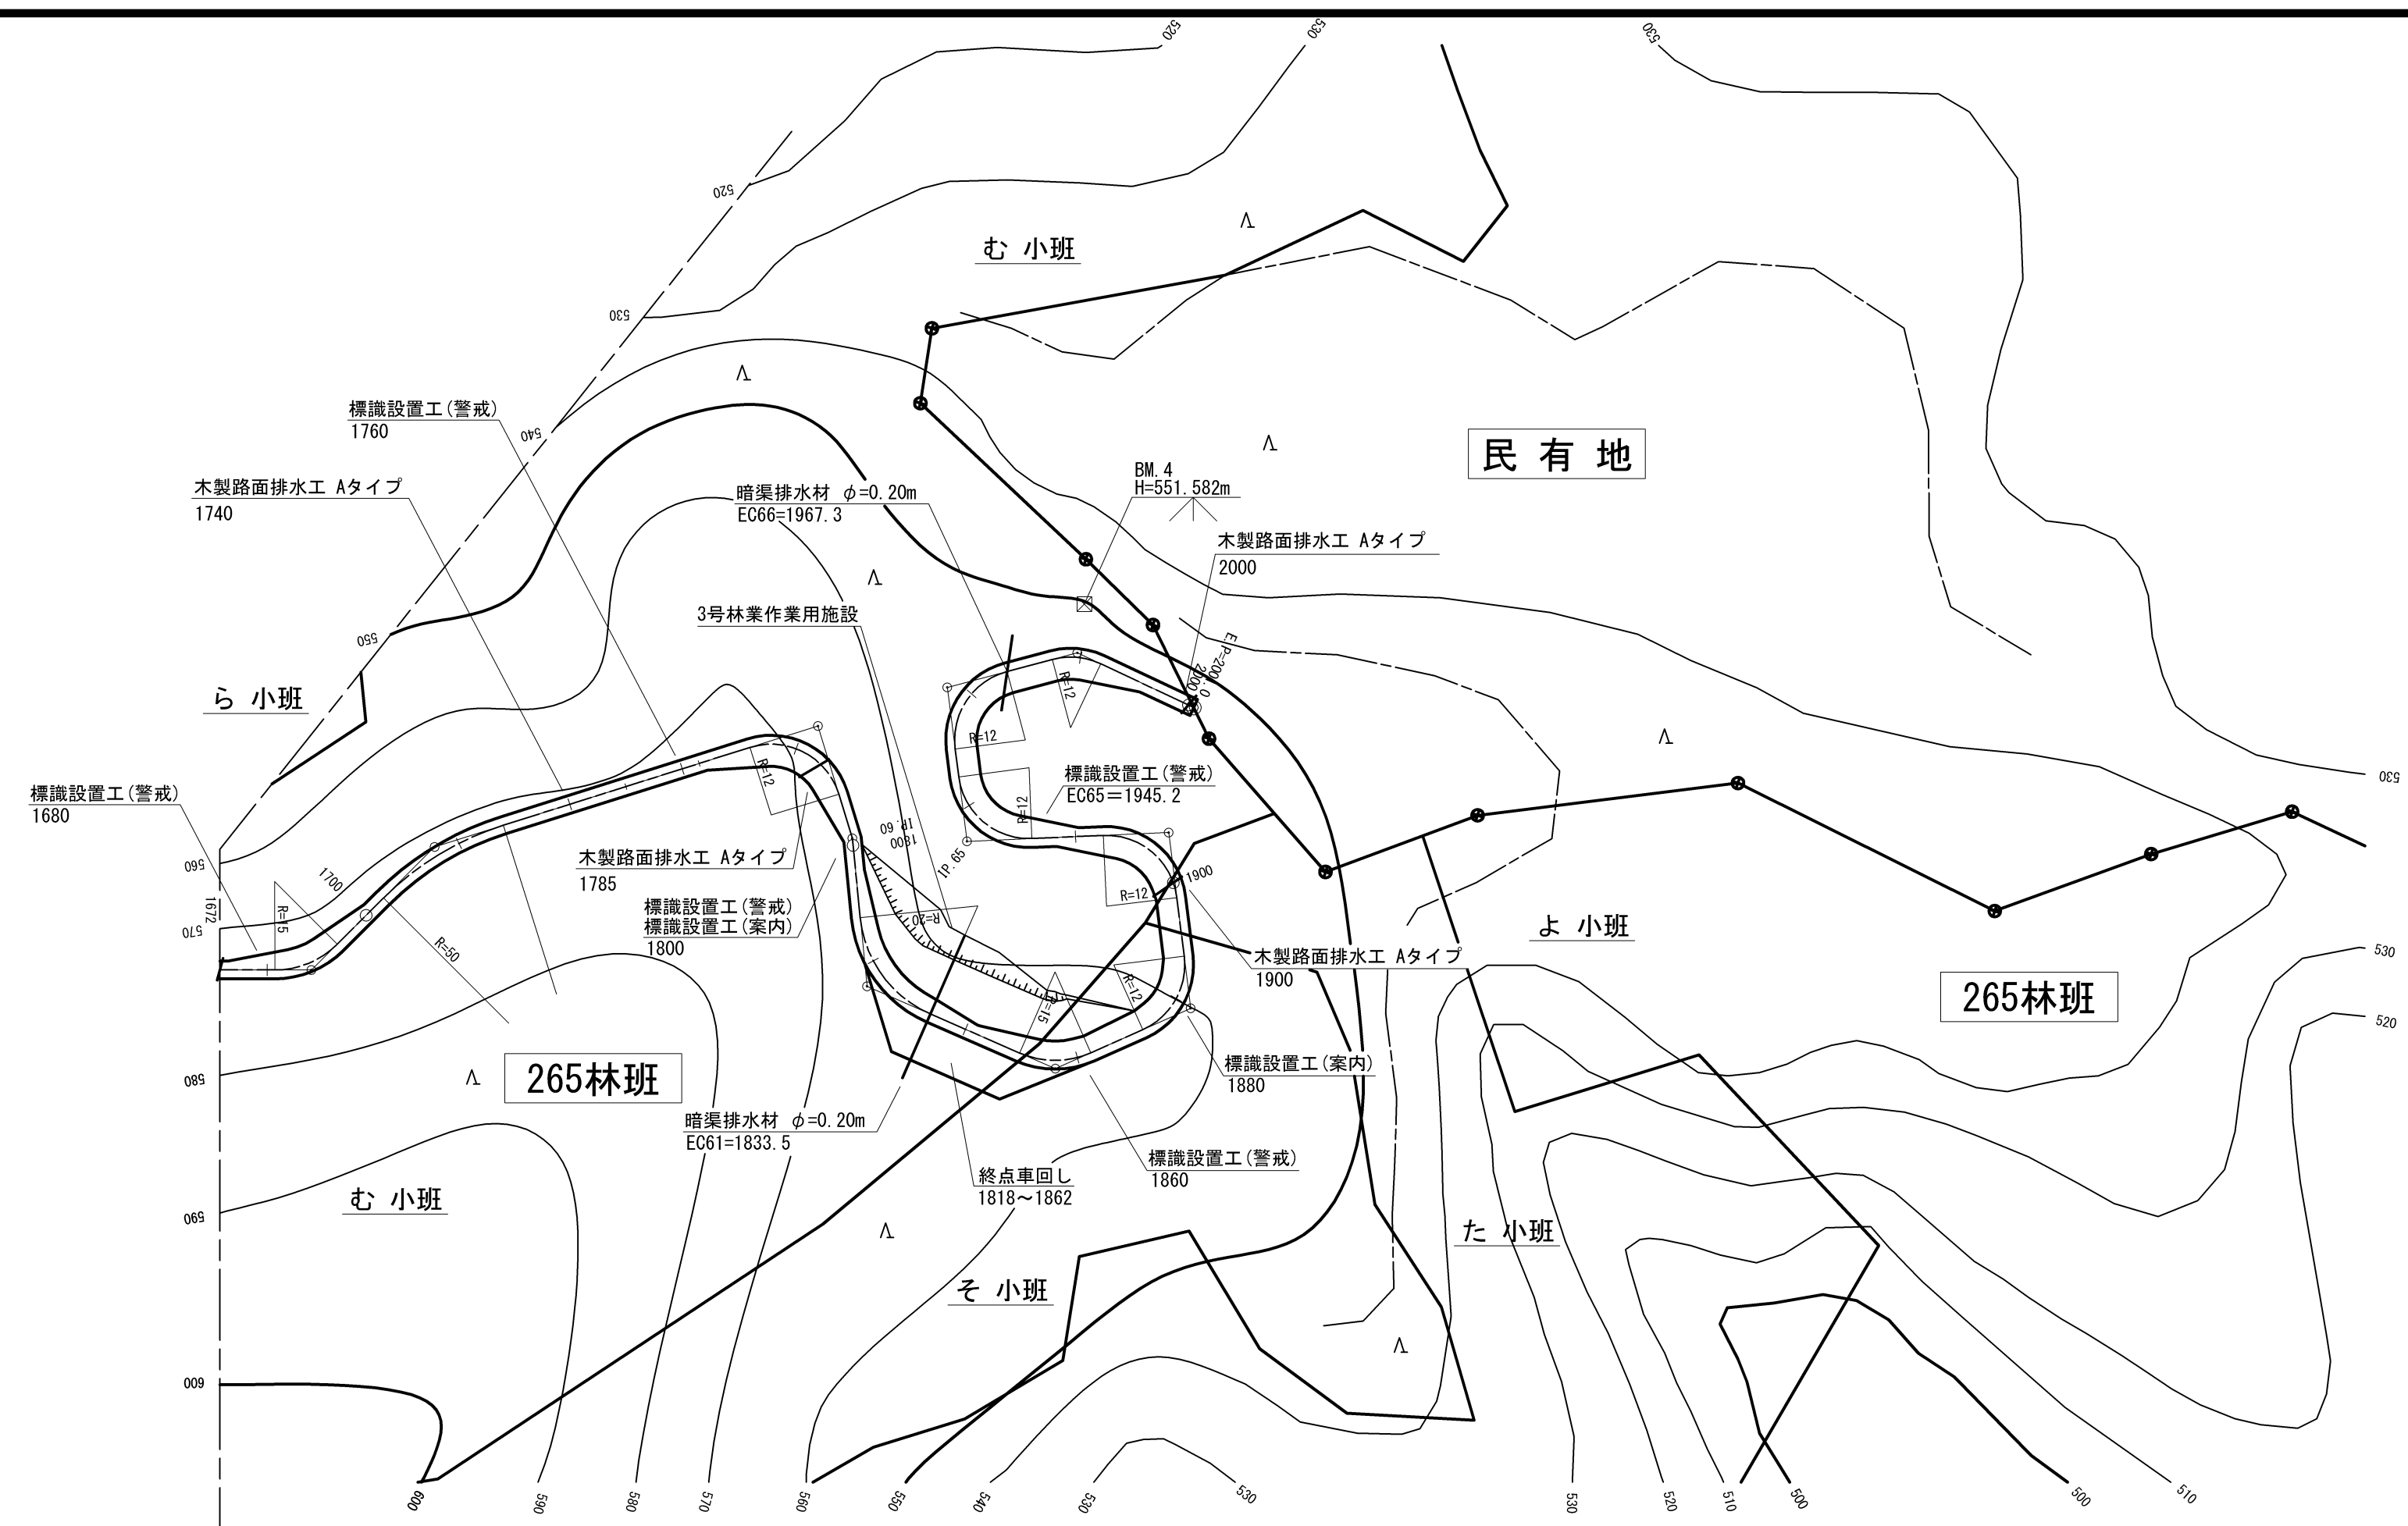 520
530
530
520
む 小班
530
標識設置工(警戒)
1760
540
民 有 地
BM.4
H=551.582m
木製路面排水工 Aタイプ
1740
暗渠排水材 φ=0.20m
EC66=1967.3
木製路面排水工 Aタイプ
2000
3号林業作業用施設
550
E.P=2000.0
2000
ら 小班
R=12
R=12
R=12
標識設置工(警戒)
EC65=1945.2
530
標識設置工(警戒)
1680
R=12
IP.60
1800
木製路面排水工 Aタイプ
1785
IP.65
560
1700
1900
R=12
1672
R=15
標識設置工(警戒)
標識設置工(案内)
1800
R=20
570
R=50
よ 小班
木製路面排水工 Aタイプ
1900
530
R=12
R=15
265林班
520
265林班
標識設置工(案内)
1880
580
暗渠排水材 φ=0.20m
EC61=1833.5
標識設置工(警戒)
1860
終点車回し
1818～1862
む 小班
590
た 小班
そ 小班
600
600
590
580
570
560
550
540
530
530
530
520
510
500
500
510